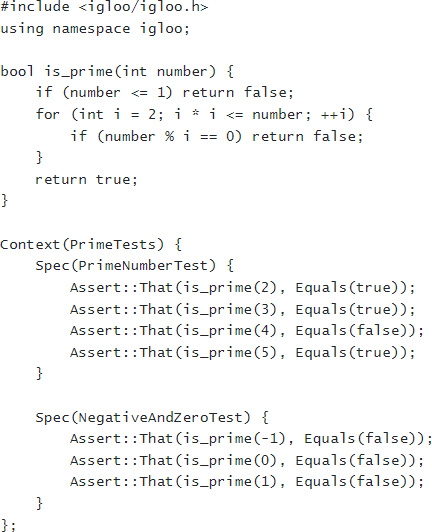 #include <igloo/igloo.h>
using namespace igloo;

bool is_prime(int number) {
    if (number <= 1) return false;
    for (int i = 2; i * i <= number; ++i) {
        if (number % i == 0) return false;
    }
    return true;
}

Context(PrimeTests) {
    Spec(PrimeNumberTest) {
        Assert::That(is_prime(2), Equals(true));
        Assert::That(is_prime(3), Equals(true));
        Assert::That(is_prime(4), Equals(false));
        Assert::That(is_prime(5), Equals(true));
    }

    Spec(NegativeAndZeroTest) {
        Assert::That(is_prime(-1), Equals(false));
        Assert::That(is_prime(0), Equals(false));
        Assert::That(is_prime(1), Equals(false));
    }
};